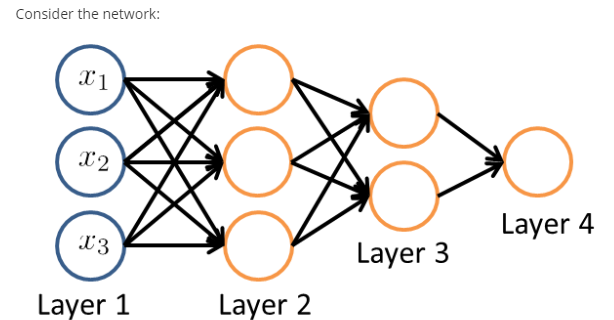 Consider the network:
x1
x2
x3
Layer 1
Layer 2
Layer 3
Layer 4